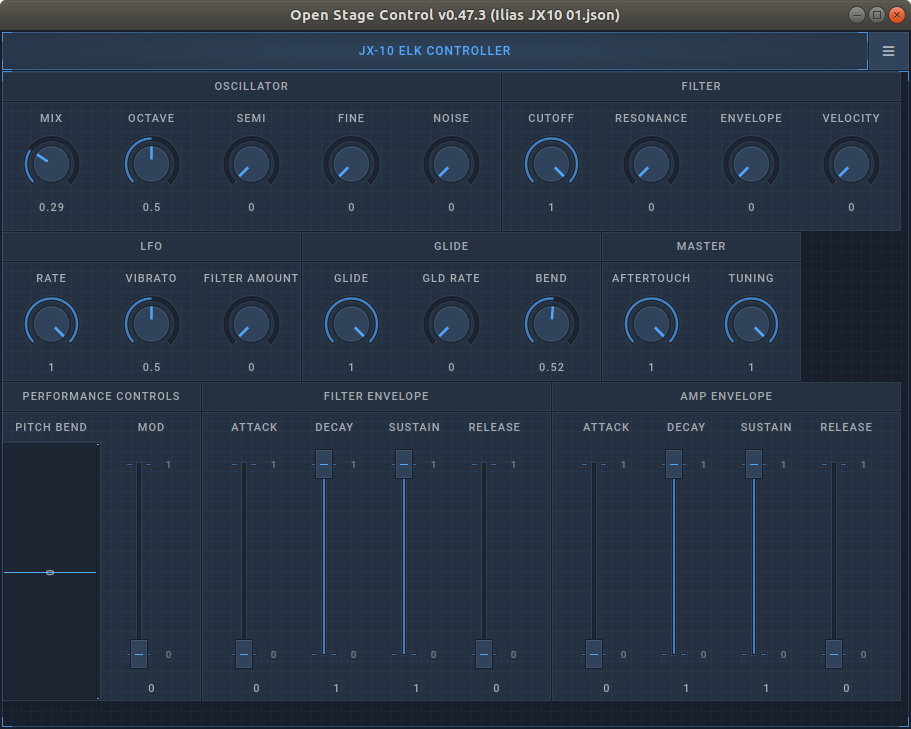 Open Stage Control v0.47.3 (Ilias JX10 01.json)
JX-10 ELK CONTROLLER
OSCILLATOR FILTER
MIX OCTAVE SEMI FINE NOISE CUTOFF RESONANCE ENVELOPE VELOCITY
0.29 0.5 0 0 0 1 0 0 0
LFO GLIDE MASTER
RATE VIBRATO FILTER AMOUNT GLIDE GLD RATE BEND AFTERTOUCH TUNING
1 0.5 0 1 0 0.52 1 1
PERFORMANCE CONTROLS FILTER ENVELOPE AMP ENVELOPE
PITCH BEND MOD ATTACK DECAY SUSTAIN RELEASE ATTACK DECAY SUSTAIN RELEASE
1 1 1 1 1 1 1 1 1
0 0 0 0 0 0 0 0 0
0 0 1 1 0 0 1 1 0